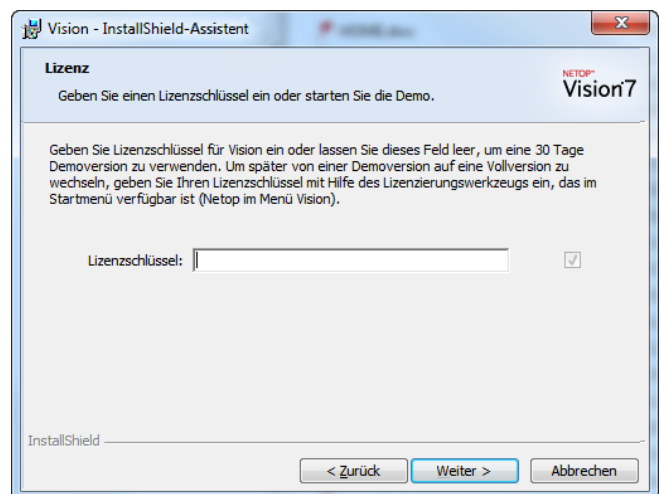 Vision - InstallShield-Assistent
Lizenz
Geben Sie einen Lizenzschlüssel ein oder starten Sie die Demo.
NETOP™
Vision7
Geben Sie Lizenzschlüssel für Vision ein oder lassen Sie dieses Feld leer, um eine 30 Tage
Demoversion zu verwenden. Um später von einer Demoversion auf eine Vollversion zu
wechseln, geben Sie Ihren Lizenzschlüssel mit Hilfe des Lizenzierungswerkzeugs ein, das im
Startmenü verfügbar ist (Netop im Menü Vision).
Lizenzschlüssel:
InstallShield
< Zurück
Weiter >
Abbrechen